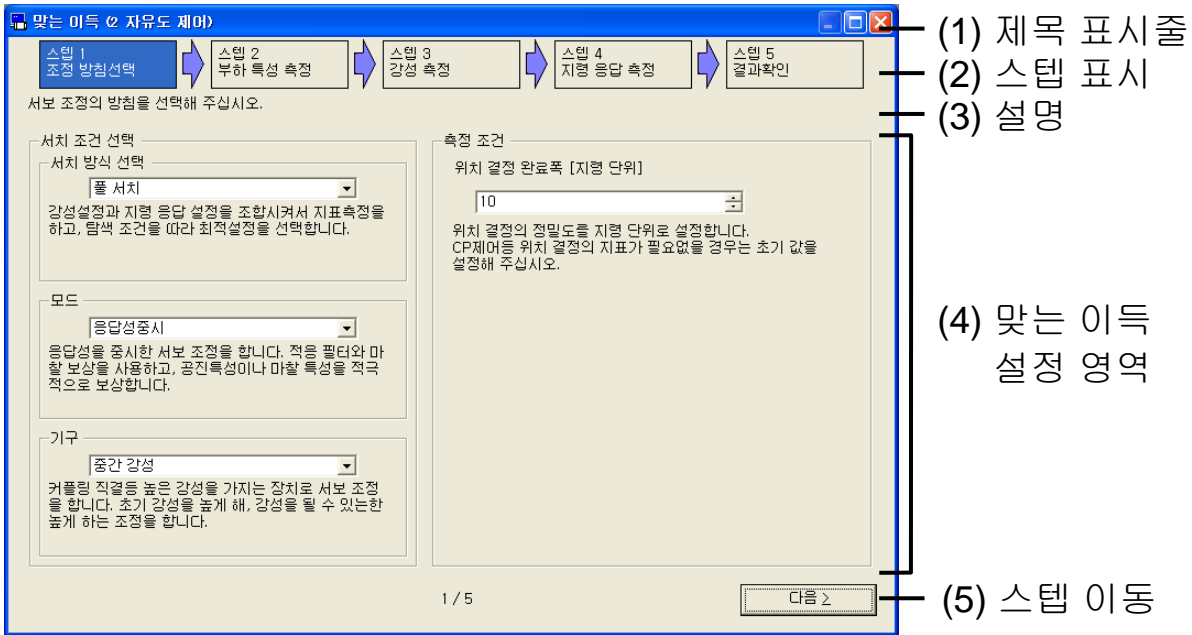 맞는 이득 (2 자유도 제어)
(1) 제목 표시줄
스텝 1
조정 방침선택
스텝 2
부하 특성 측정
스텝 3
강성 측정
스텝 4
지령 응답 측정
스텝 5
결과확인
(2) 스텝 표시
서보 조정의 방침을 선택해 주십시오.
(3) 설명
서치 조건 선택
서치 방식 선택
풀 서치
강성설정과 지령 응답 설정을 조합시켜서 지표측정을
하고, 탐색 조건을 따라 최적설정을 선택합니다.
모드
응답성중시
응답성을 중시한 서보 조정을 합니다. 적응 필터와 마
찰 보상을 사용하고, 공진특성이나 마찰 특성을 적극
적으로 보상합니다.
기구
중간 강성
커플링 직결등 높은 강성을 가지는 장치로 서보 조정
을 합니다. 초기 강성을 높게 해, 강성을 될 수 있는한
높게 하는 조정을 합니다.
측정 조건
위치 결정 완료폭 [지령 단위]
10
위치 결정의 정밀도를 지령 단위로 설정합니다.
CP제어등 위치 결정의 지표가 필요없을 경우는 초기 값을
설정해 주십시오.
(4) 맞는 이득
설정 영역
1 / 5
다음 >
(5) 스텝 이동